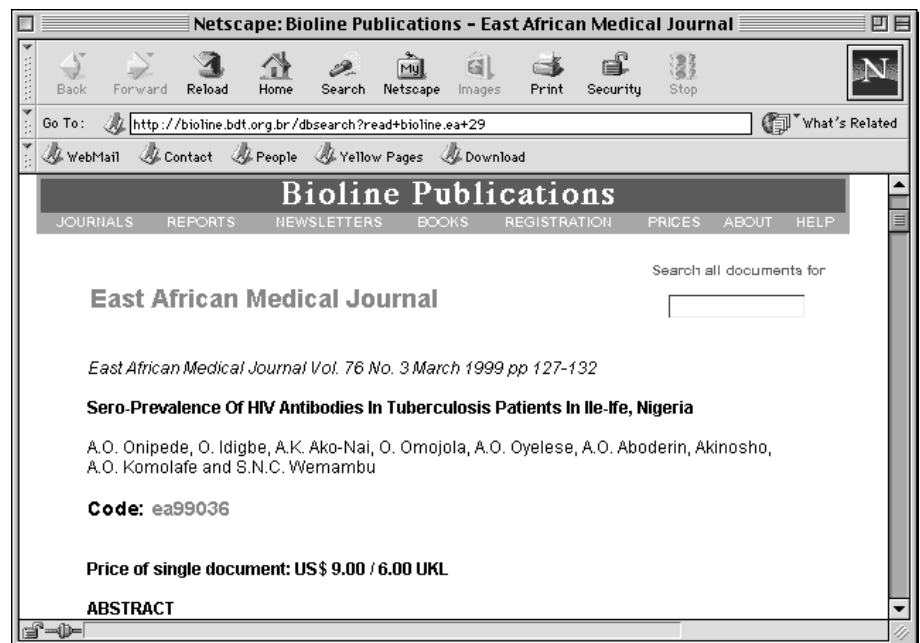 Netscape: Bioline Publications – East African Medical Journal
Back Forward Reload Home Search Netscape Images Print Security Stop
My
N
Go To: http://bioline.bdt.org.br/dbsearch?read+bioline.ea+29 What's Related
WebMail Contact People Yellow Pages Download
Bioline Publications
JOURNALS REPORTS NEWSLETTERS BOOKS REGISTRATION PRICES ABOUT HELP
Search all documents for
East African Medical Journal
East African Medical Journal Vol. 76 No. 3 March 1999 pp 127-132
Sero-Prevalence Of HIV Antibodies In Tuberculosis Patients In Ile-Ife, Nigeria
A.O. Onipede, O. Idigbe, A.K. Ako-Nai, O. Omojola, A.O. Oyelese, A.O. Aboderin, Akinosho,
A.O. Komolafe and S.N.C. Wemambu
Code: ea99036
Price of single document: US$ 9.00 / 6.00 UKL
ABSTRACT